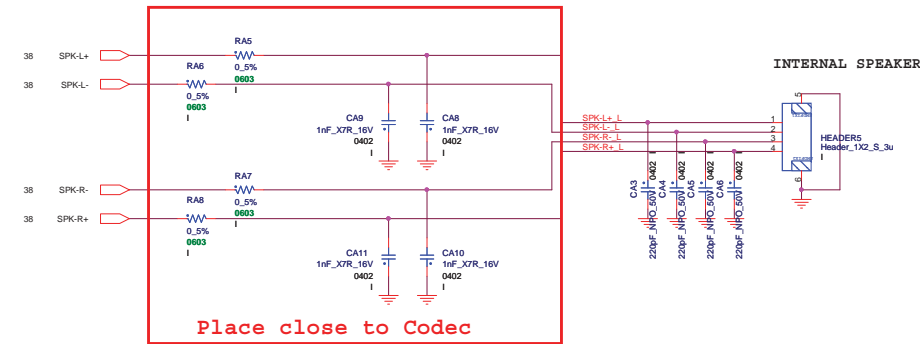 38 SPK-L+
RA5
0_5%
0603
I
38 SPK-L-
RA6
0_5%
0603
I
CA9
1nF_X7R_16V
0402
I
CA8
1nF_X7R_16V
0402
I
38 SPK-R-
RA7
0_5%
0603
I
38 SPK-R+
RA8
0_5%
0603
I
CA11
1nF_X7R_16V
0402
I
CA10
1nF_X7R_16V
0402
I
Place close to Codec
INTERNAL SPEAKER
SPK-L+_L 1
SPK-L-_L 2
SPK-R-_L 3
SPK-R+_L 4
5
6
HEADER5
Header_1X2_S_3u
I
CA3
220pF_NPO_50V
0402
I
CA4
220pF_NPO_50V
0402
I
CA5
220pF_NPO_50V
0402
I
CA6
220pF_NPO_50V
0402
I